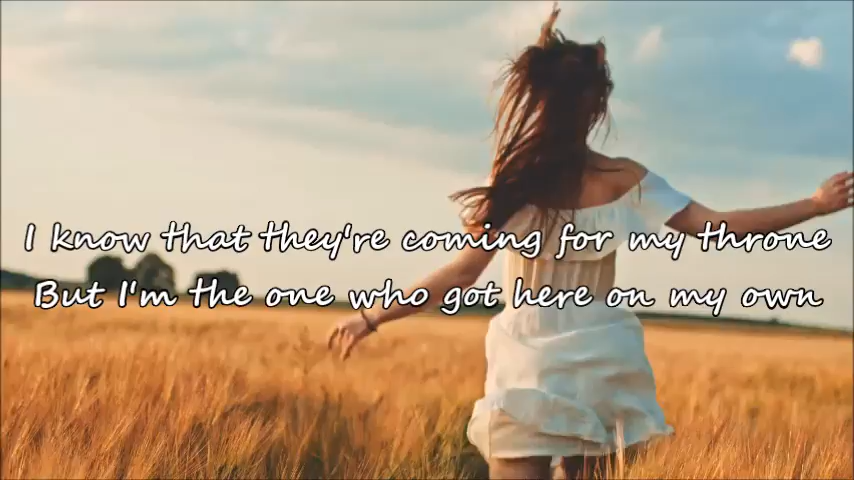 I know that they're coming for my throne
But I'm the one who got here on my own